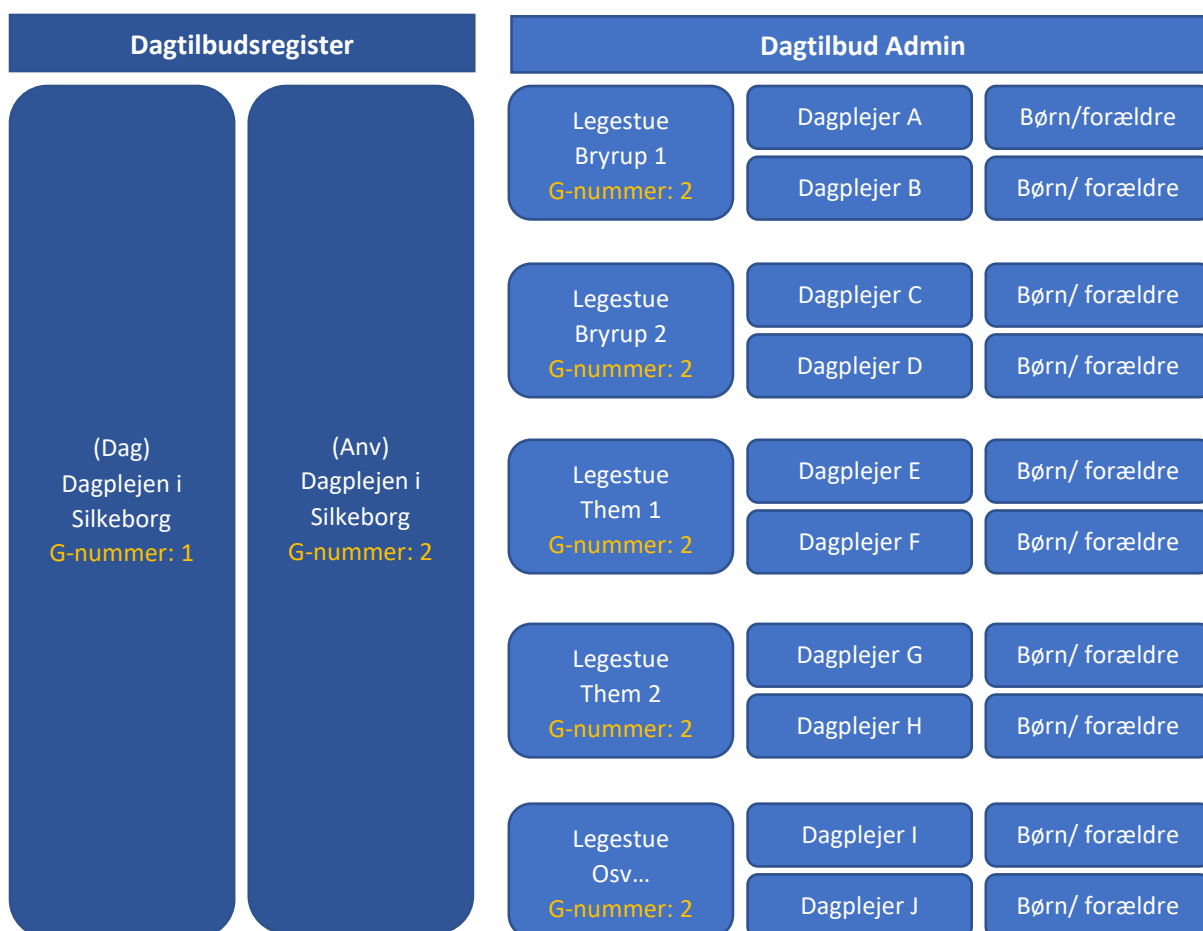 Dagtilbudsregister
Dagtilbud Admin
(Dag)
Dagplejen i
Silkeborg
G-nummer: 1
(Anv)
Dagplejen i
Silkeborg
G-nummer: 2
Legestue
Bryrup 1
G-nummer: 2
Dagplejer A
Børn/forældre
Dagplejer B
Børn/ forældre
Legestue
Bryrup 2
G-nummer: 2
Dagplejer C
Børn/ forældre
Dagplejer D
Børn/ forældre
Legestue
Them 1
G-nummer: 2
Dagplejer E
Børn/ forældre
Dagplejer F
Børn/ forældre
Legestue
Them 2
G-nummer: 2
Dagplejer G
Børn/ forældre
Dagplejer H
Børn/ forældre
Legestue
Osv...
G-nummer: 2
Dagplejer I
Børn/ forældre
Dagplejer J
Børn/ forældre